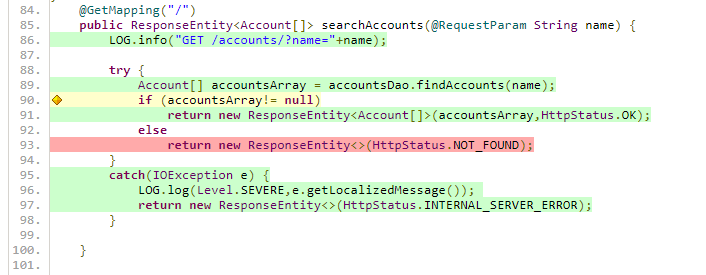 84. @GetMapping("/")
85. public ResponseEntity<Account[]> searchAccounts(@RequestParam String name) {
86. LOG.info("GET /accounts/?name="+name);
87.
88. try {
89. Account[] accountsArray = accountsDao.findAccounts(name);
90. if (accountsArray!= null)
91. return new ResponseEntity<Account[]>(accountsArray,HttpStatus.OK);
92. else
93. return new ResponseEntity<>(HttpStatus.NOT_FOUND);
94. }
95. catch(IOException e) {
96. LOG.log(Level.SEVERE,e.getLocalizedMessage());
97. return new ResponseEntity<>(HttpStatus.INTERNAL_SERVER_ERROR);
98. }
99.
100. }
101.